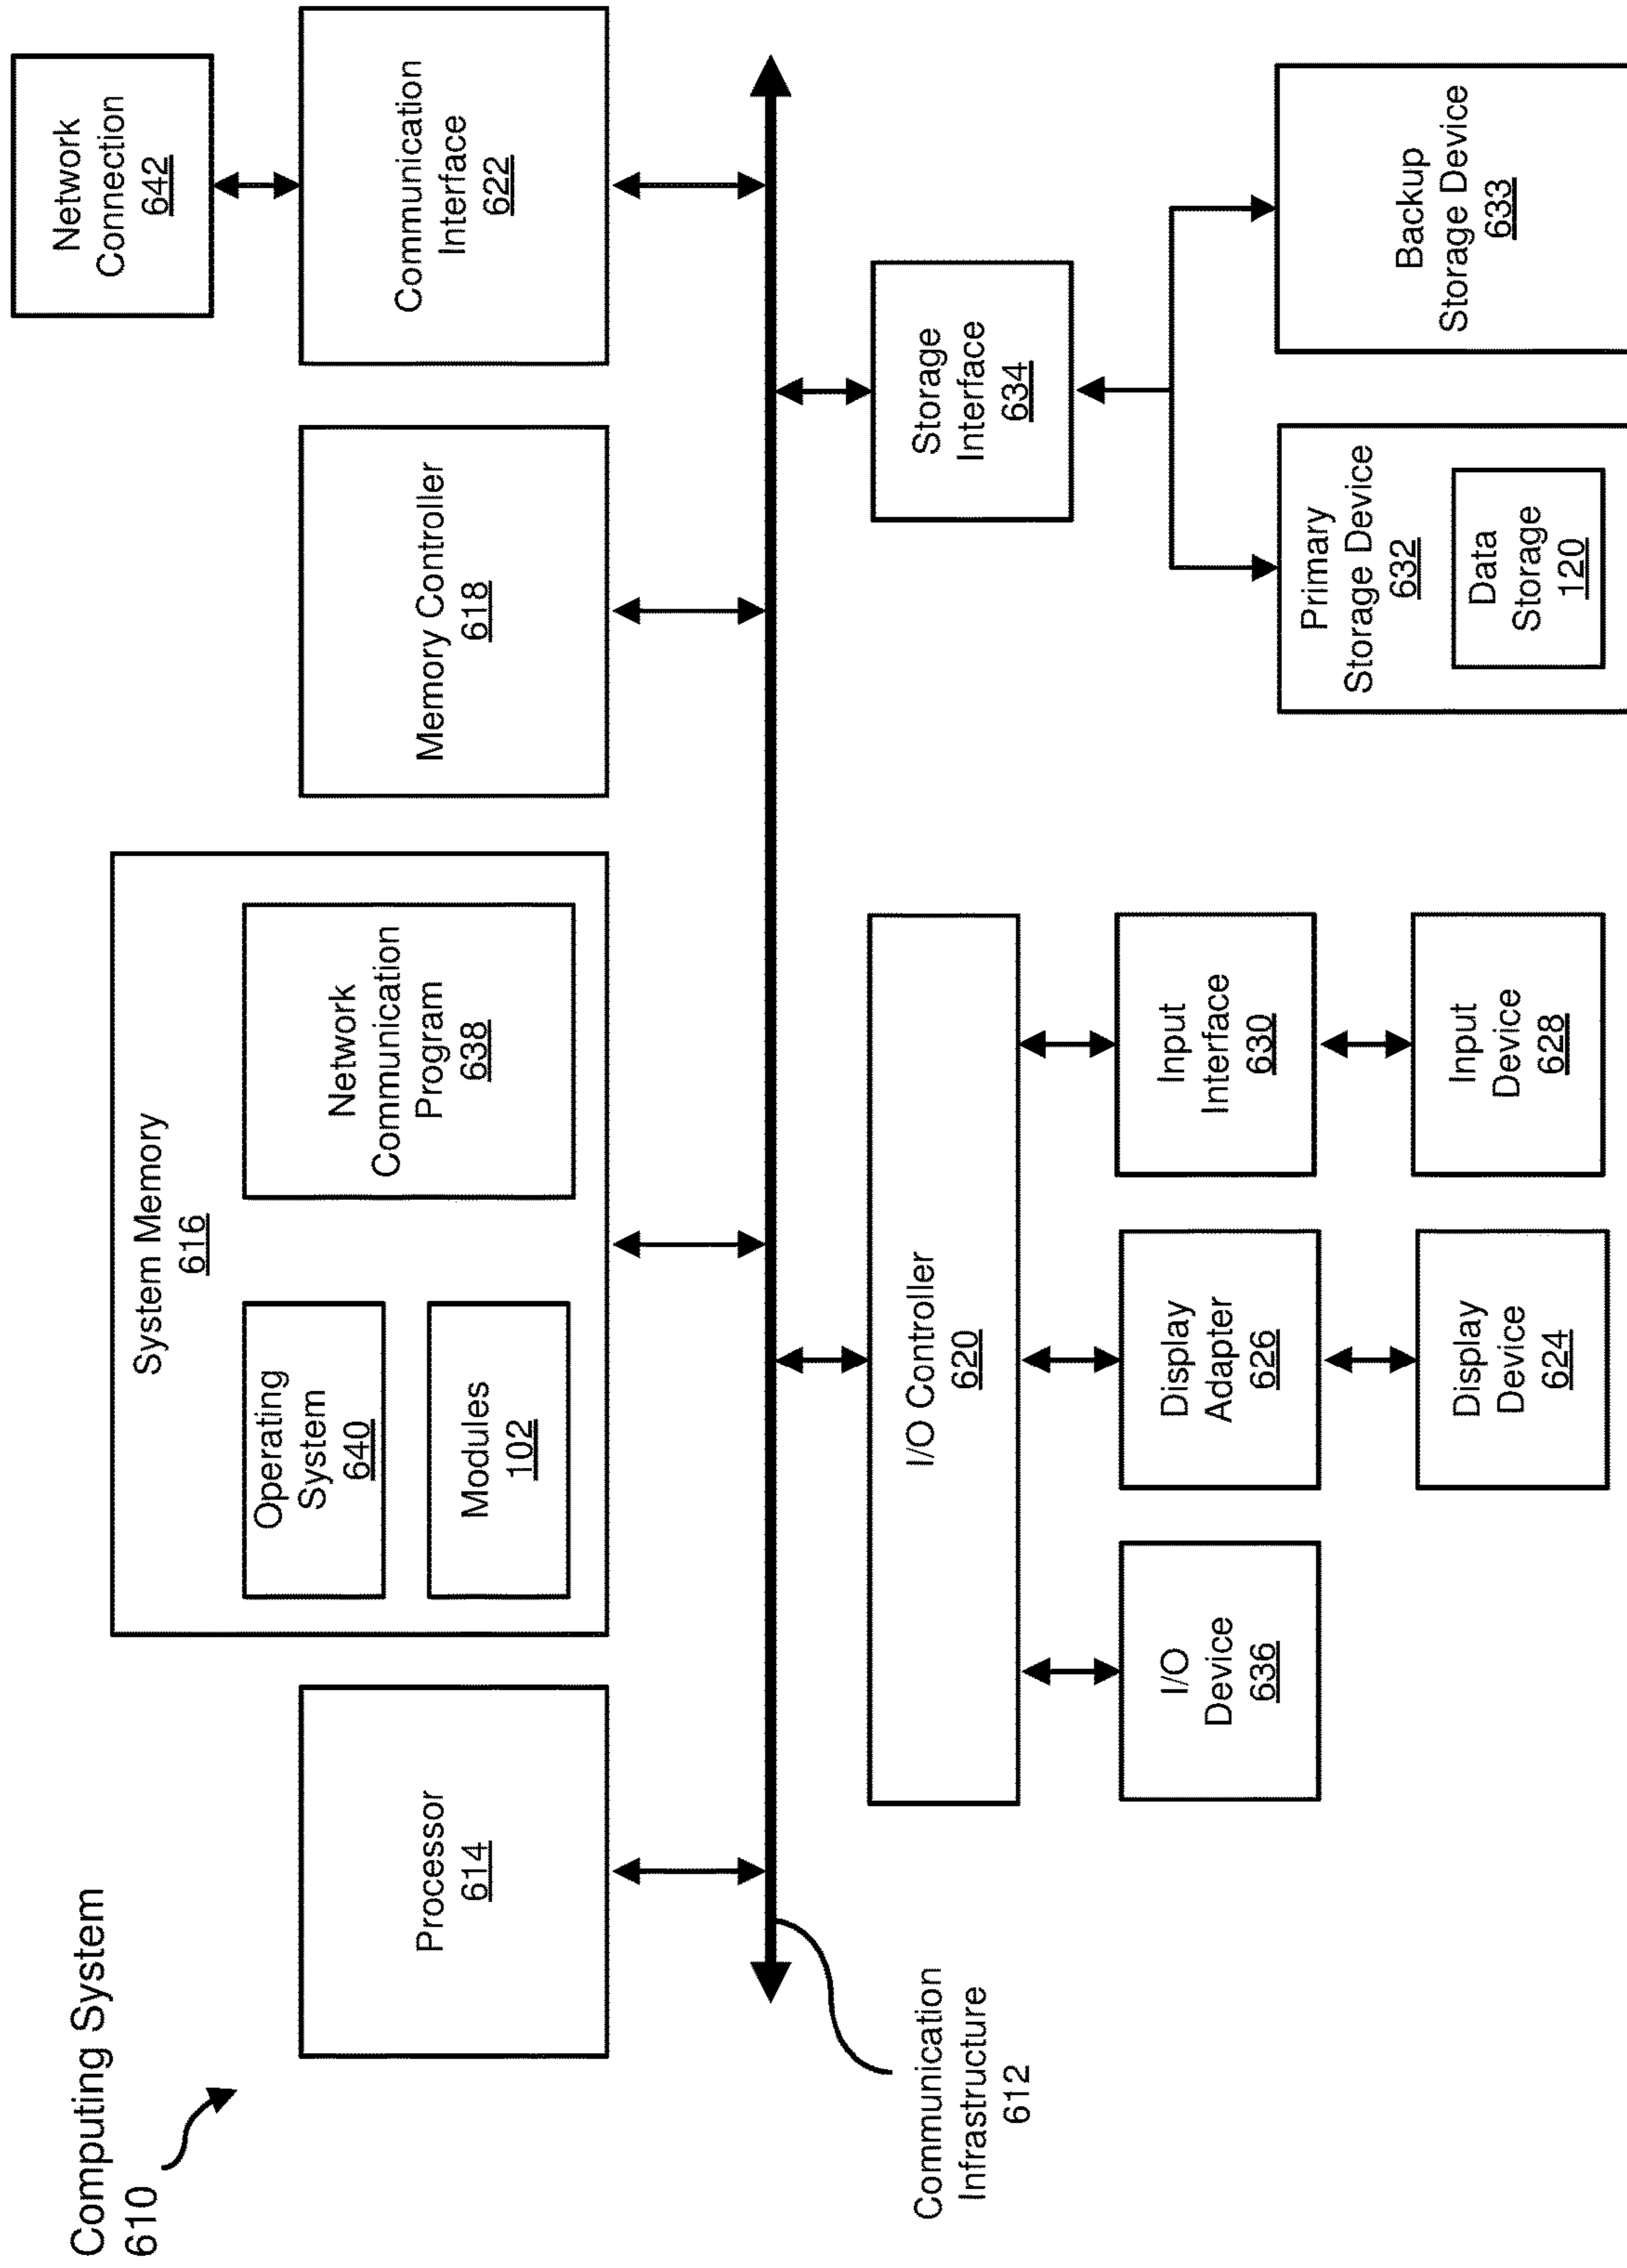 Computing System
610
Processor
614
System Memory
616
Operating
System
640
Modules
102
Network
Communication
Program
638
Memory Controller
618
Communication
Interface
622
Network
Connection
642
Communication
Infrastructure
612
I/O Controller
620
I/O
Device
636
Display
Adapter
626
Display
Device
624
Input
Interface
630
Input
Device
628
Storage
Interface
634
Primary
Storage Device
632
Data
Storage
120
Backup
Storage Device
633